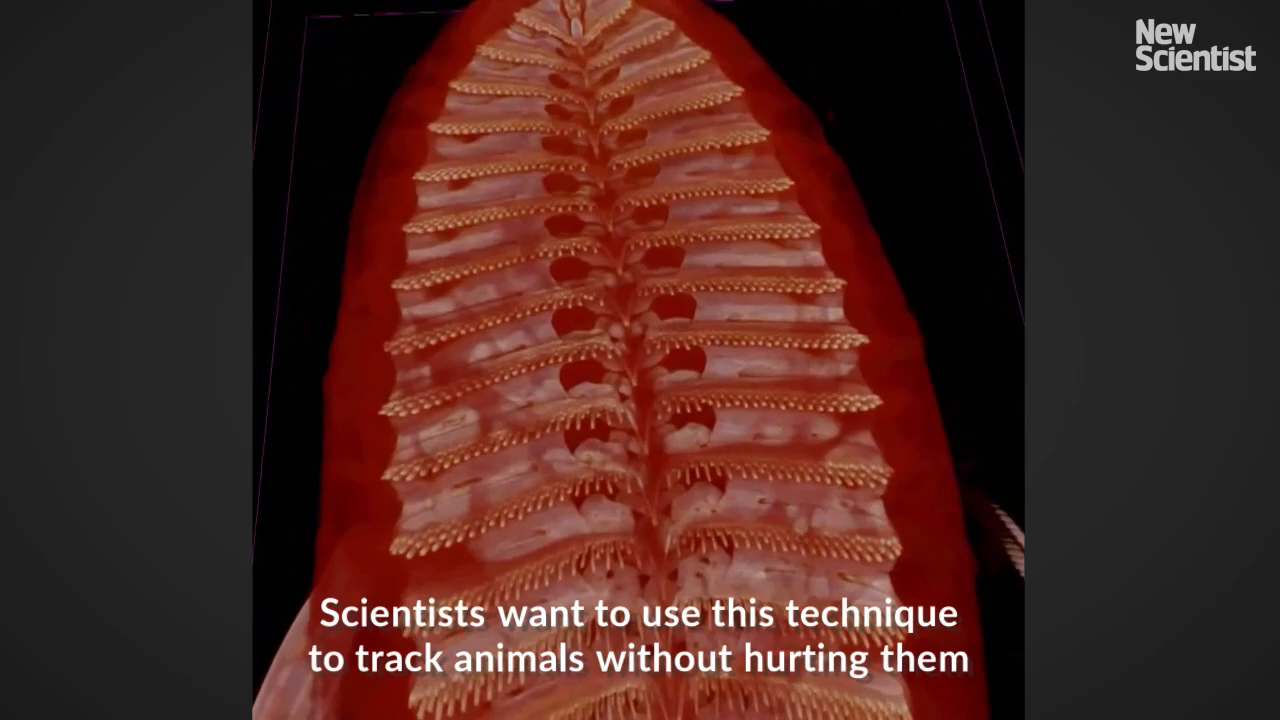 New
Scientist
Scientists want to use this technique
to track animals without hurting them